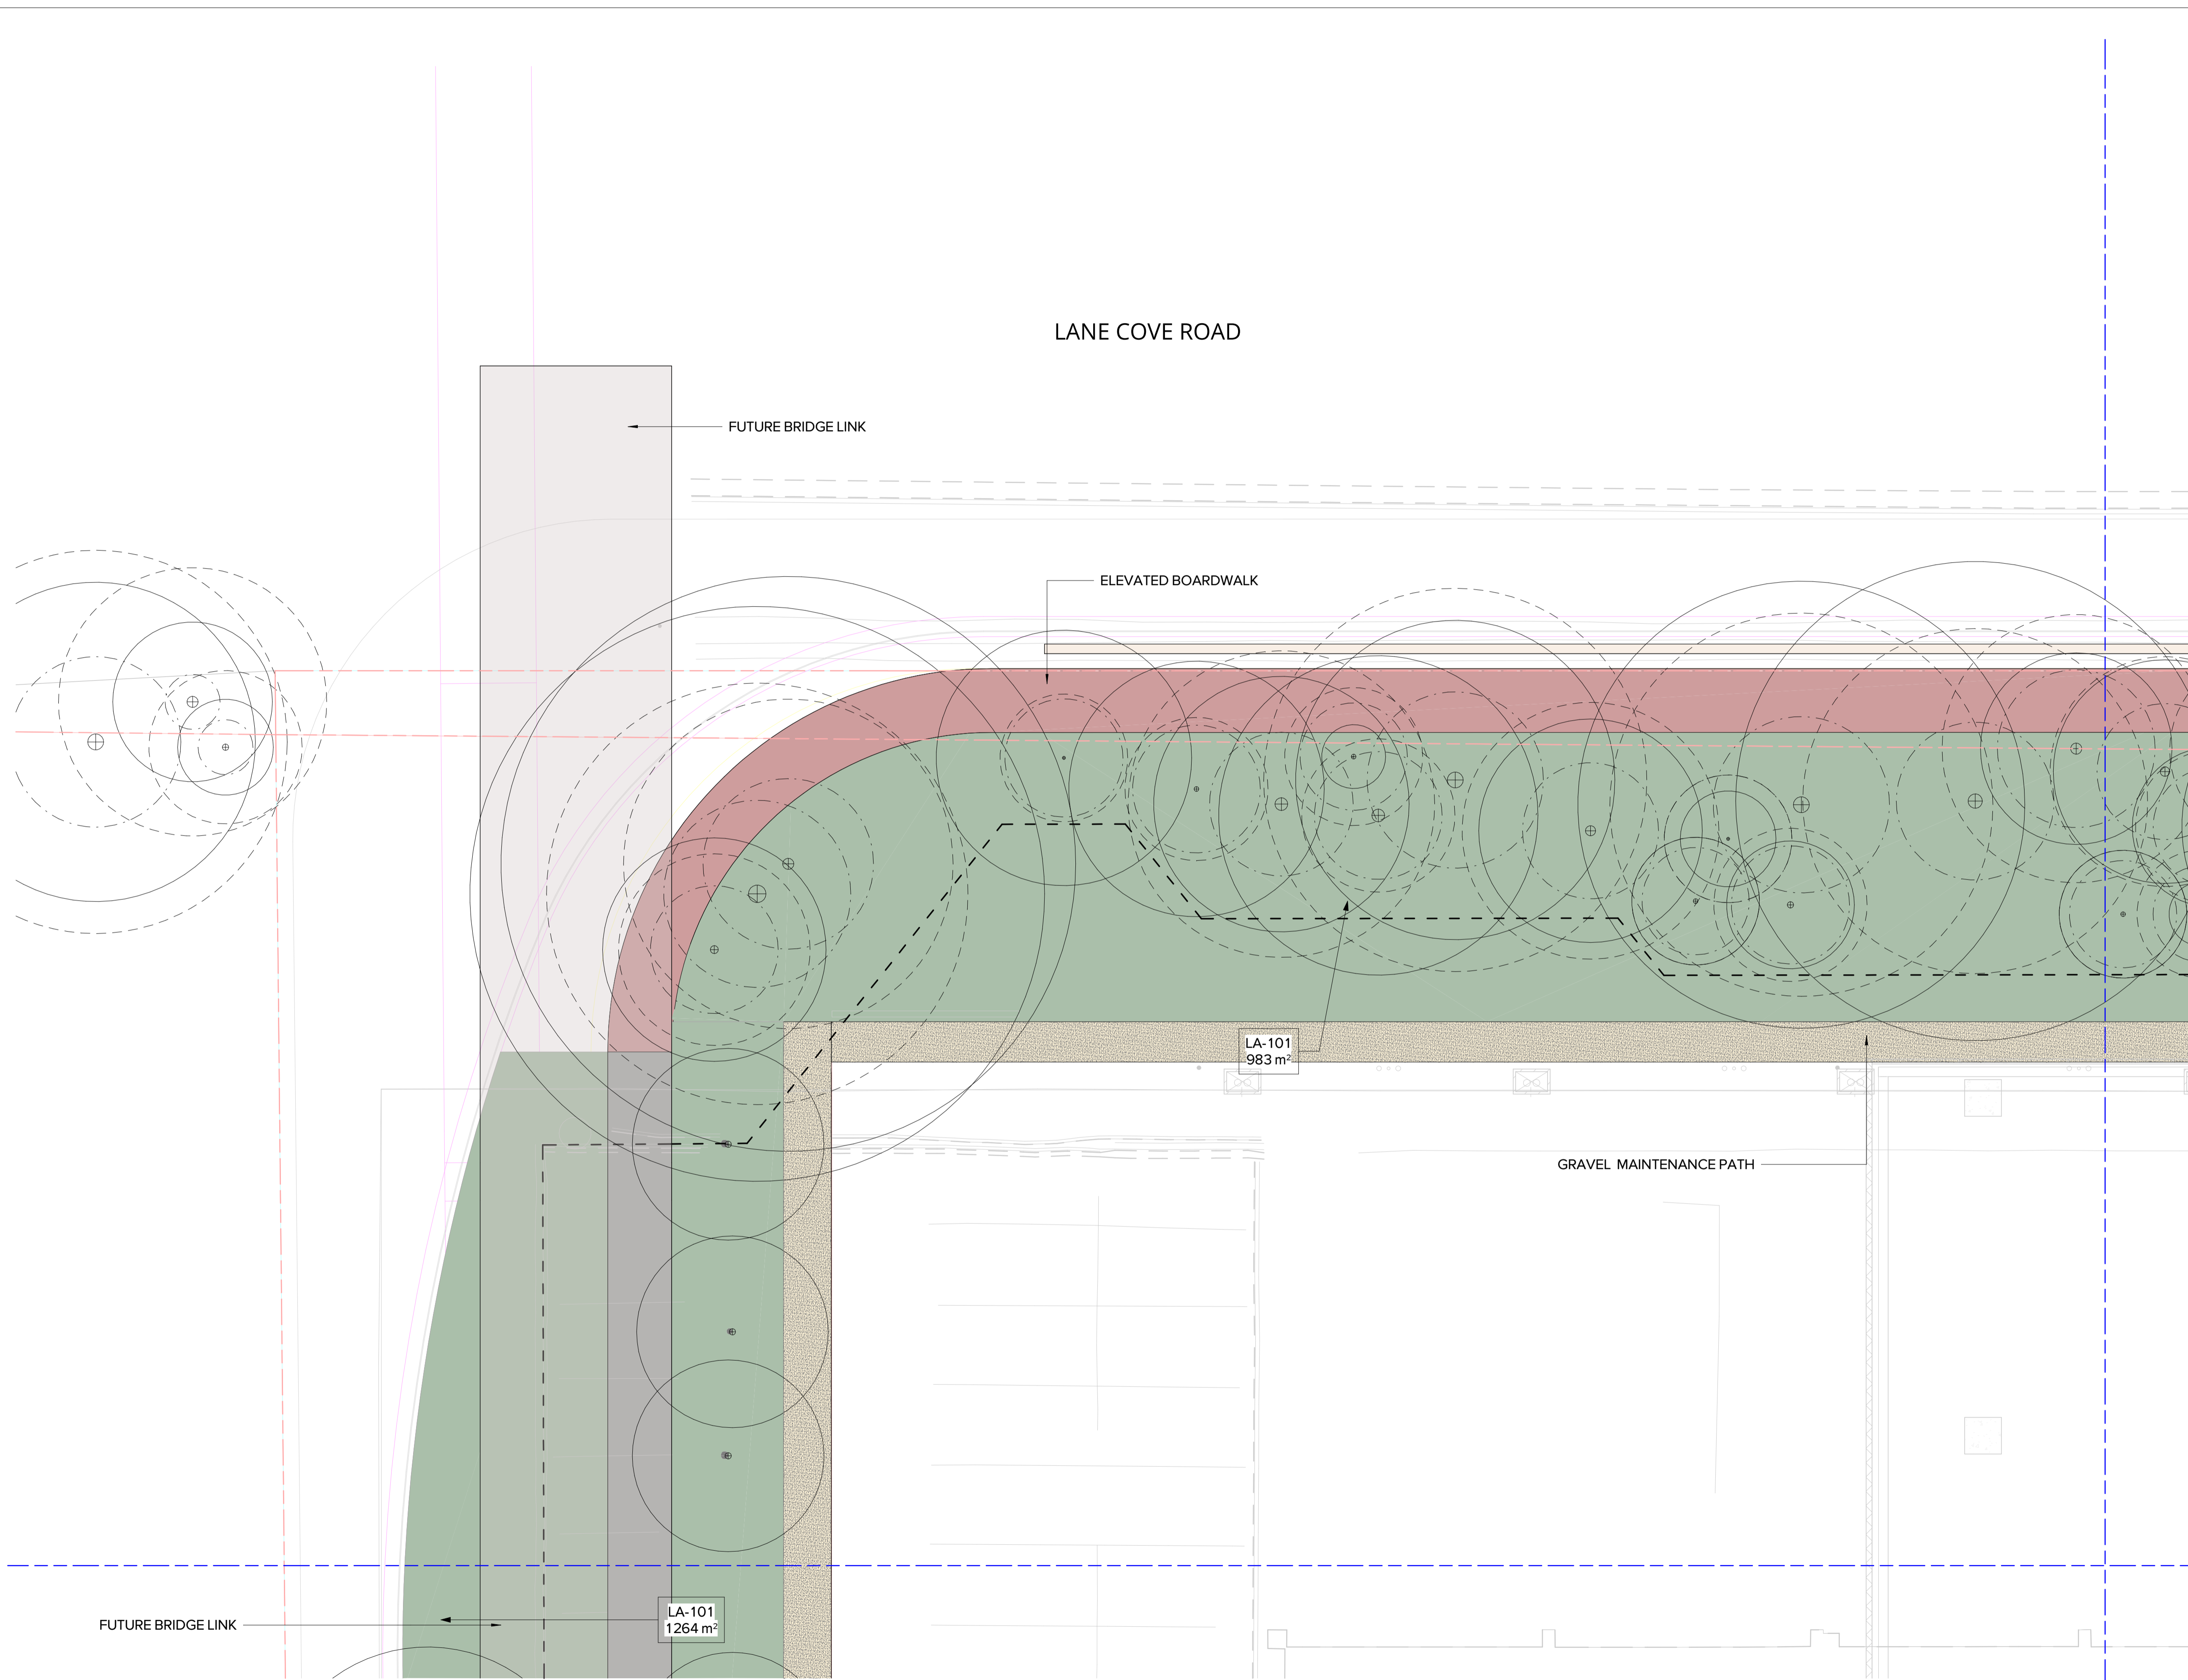 LANE COVE ROAD
FUTURE BRIDGE LINK
ELEVATED BOARDWALK
LA-101
983 m²
GRAVEL MAINTENANCE PATH
LA-101
1264 m²
FUTURE BRIDGE LINK